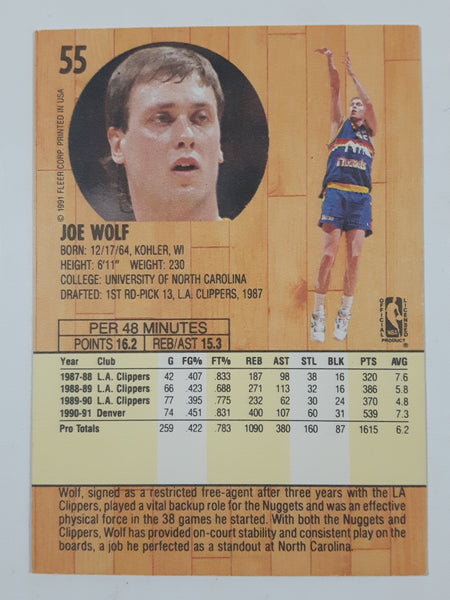 55
© 1991 FLEER CORP. PRINTED IN USA
JOE WOLF
BORN: 12/17/64, KOHLER, WI
HEIGHT: 6'11" WEIGHT: 230
COLLEGE: UNIVERSITY OF NORTH CAROLINA
DRAFTED: 1ST RD-PICK 13, L.A. CLIPPERS, 1987
OFFICIAL LICENSED
NBA
PRODUCT
PER 48 MINUTES
POINTS 16.2 REB/AST 15.3
Year Club G FG% FT% REB AST STL BLK PTS AVG
1987-88 L.A. Clippers 42 .407 .833 187 98 38 16 320 7.6
1988-89 L.A. Clippers 66 .423 .688 271 113 32 16 386 5.8
1989-90 L.A. Clippers 77 .395 .775 232 62 30 24 370 4.8
1990-91 Denver 74 .451 .831 400 107 60 31 539 7.3
Pro Totals 259 .422 .783 1090 380 160 87 1615 6.2
Wolf, signed as a restricted free-agent after three years with the LA
Clippers, played a vital backup role for the Nuggets and was an effective
physical force in the 38 games he started. With both the Nuggets and
Clippers, Wolf has provided on-court stability and consistent play on the
boards, a job he perfected as a standout at North Carolina.